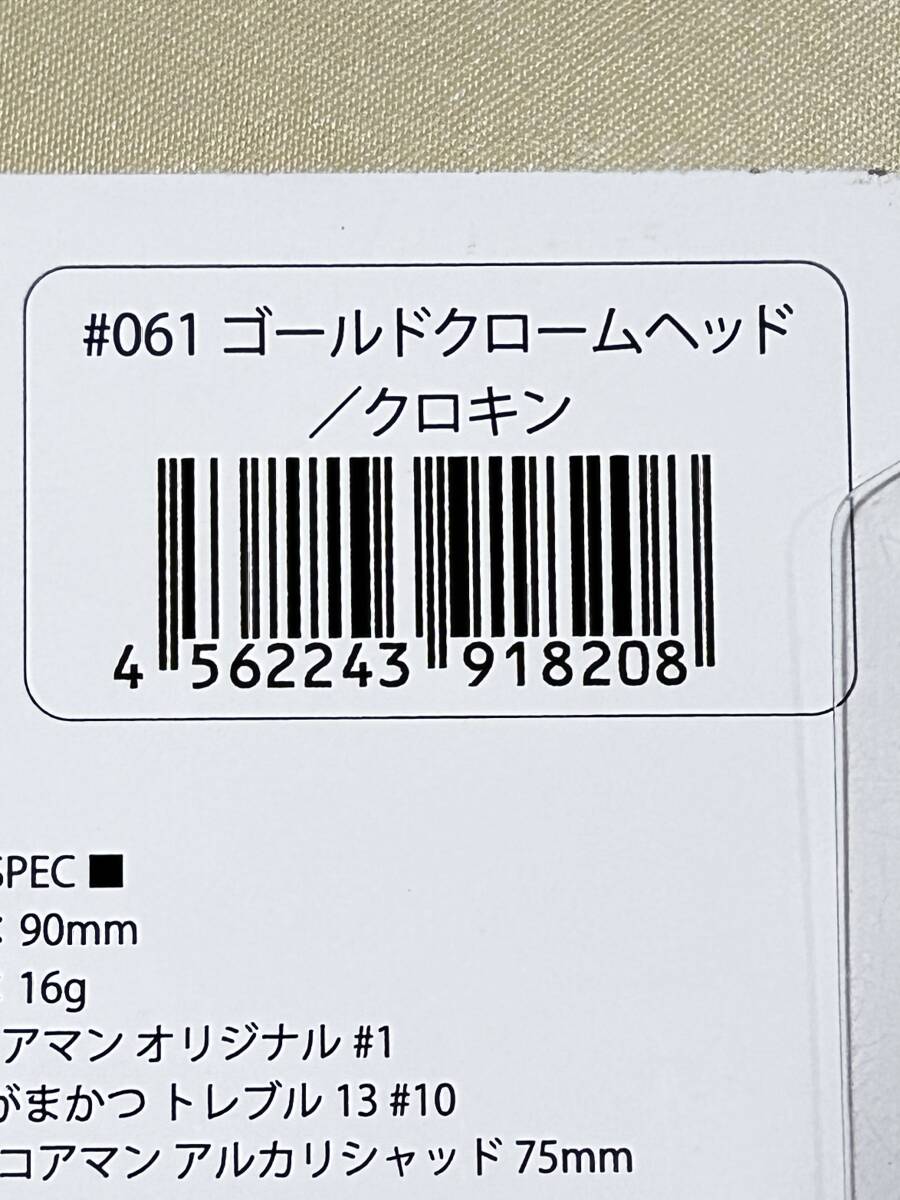 #061 ゴールドクロームヘッド
／クロキン
4 562243 918208
SPEC ■
: 90mm
: 16g
アマン オリジナル #1
がまかつ トレブル 13 #10
コアマン アルカリシャッド 75mm